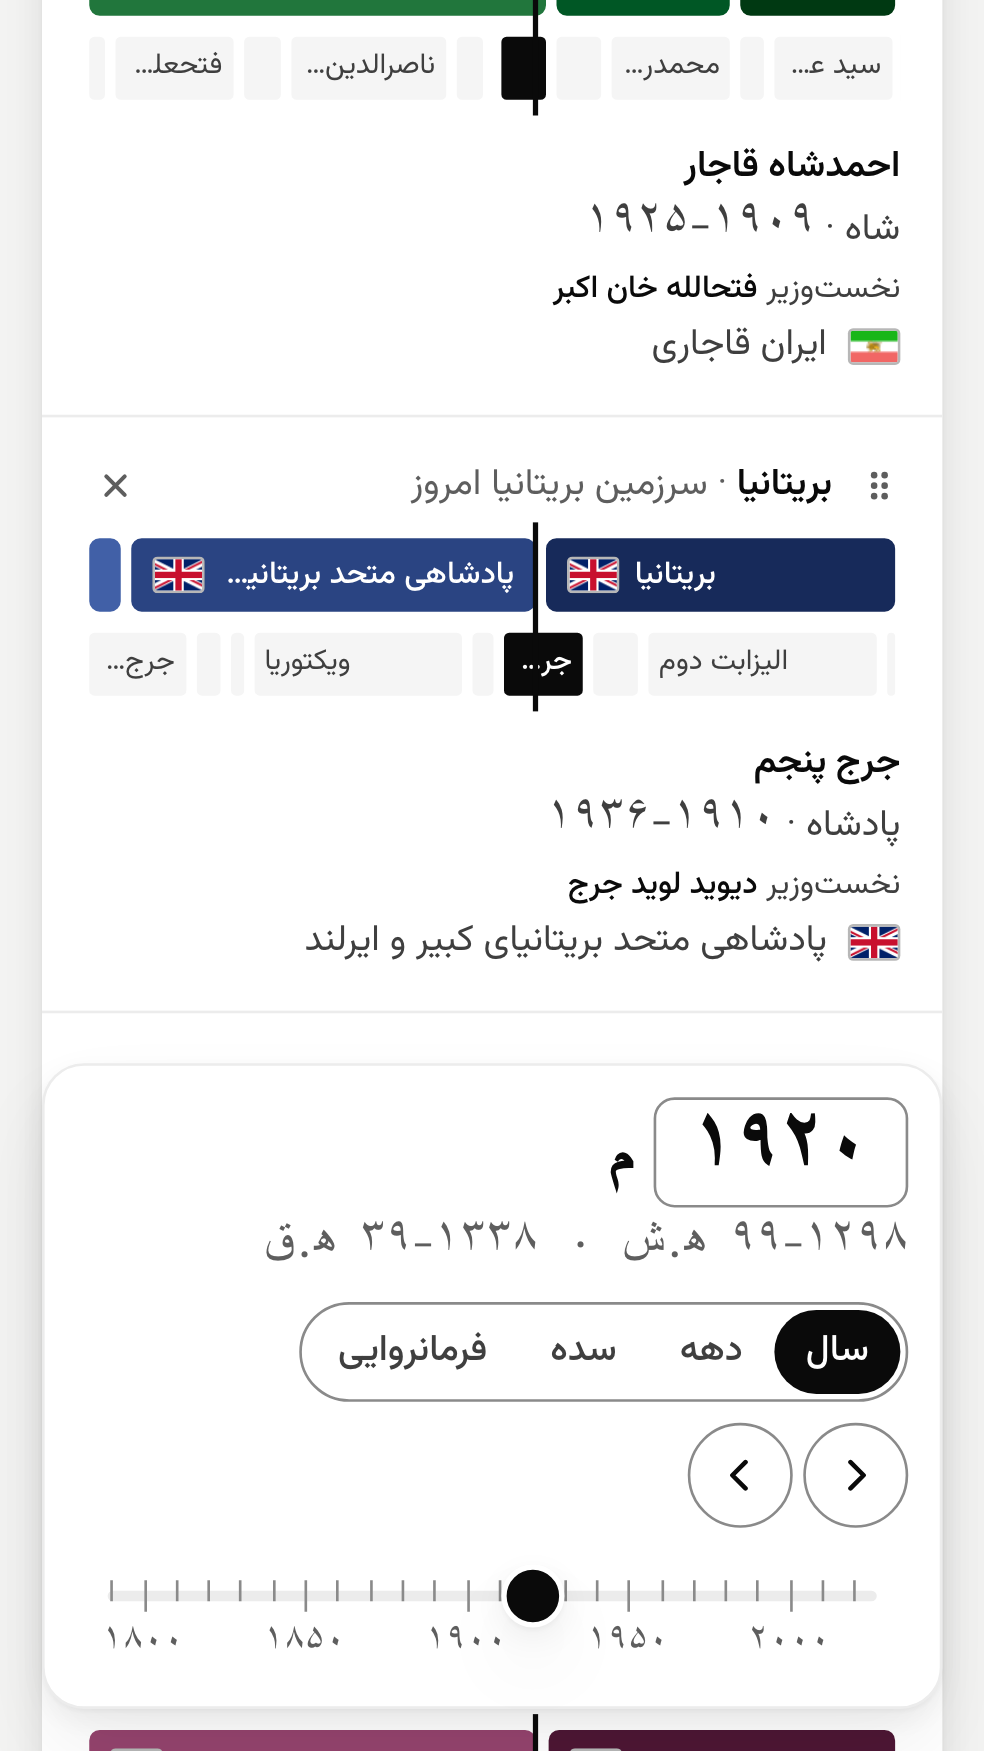 سید ع... محمدر... ناصرالدین... فتحعلـ...
احمدشاه قاجار
شاه · ۱۹۰۹–۱۹۲۵
نخست‌وزیر فتحالله خان اکبر
ایران قاجاری
بریتانیا · سرزمین بریتانیا امروز
بریتانیا پادشاهی متحد بریتانیـ...
الیزابت دوم جر... ویکتوریا جرج...
جرج پنجم
پادشاه · ۱۹۱۰–۱۹۳۶
نخست‌وزیر دیوید لوید جرج
پادشاهی متحد بریتانیای کبیر و ایرلند
۱۹۲۰ م
۱۲۹۸–۹۹ ه.ش · ۱۳۳۸–۳۹ ه.ق
سال دهه سده فرمانروایی
۱۸۰۰ ۱۸۵۰ ۱۹۰۰ ۱۹۵۰ ۲۰۰۰